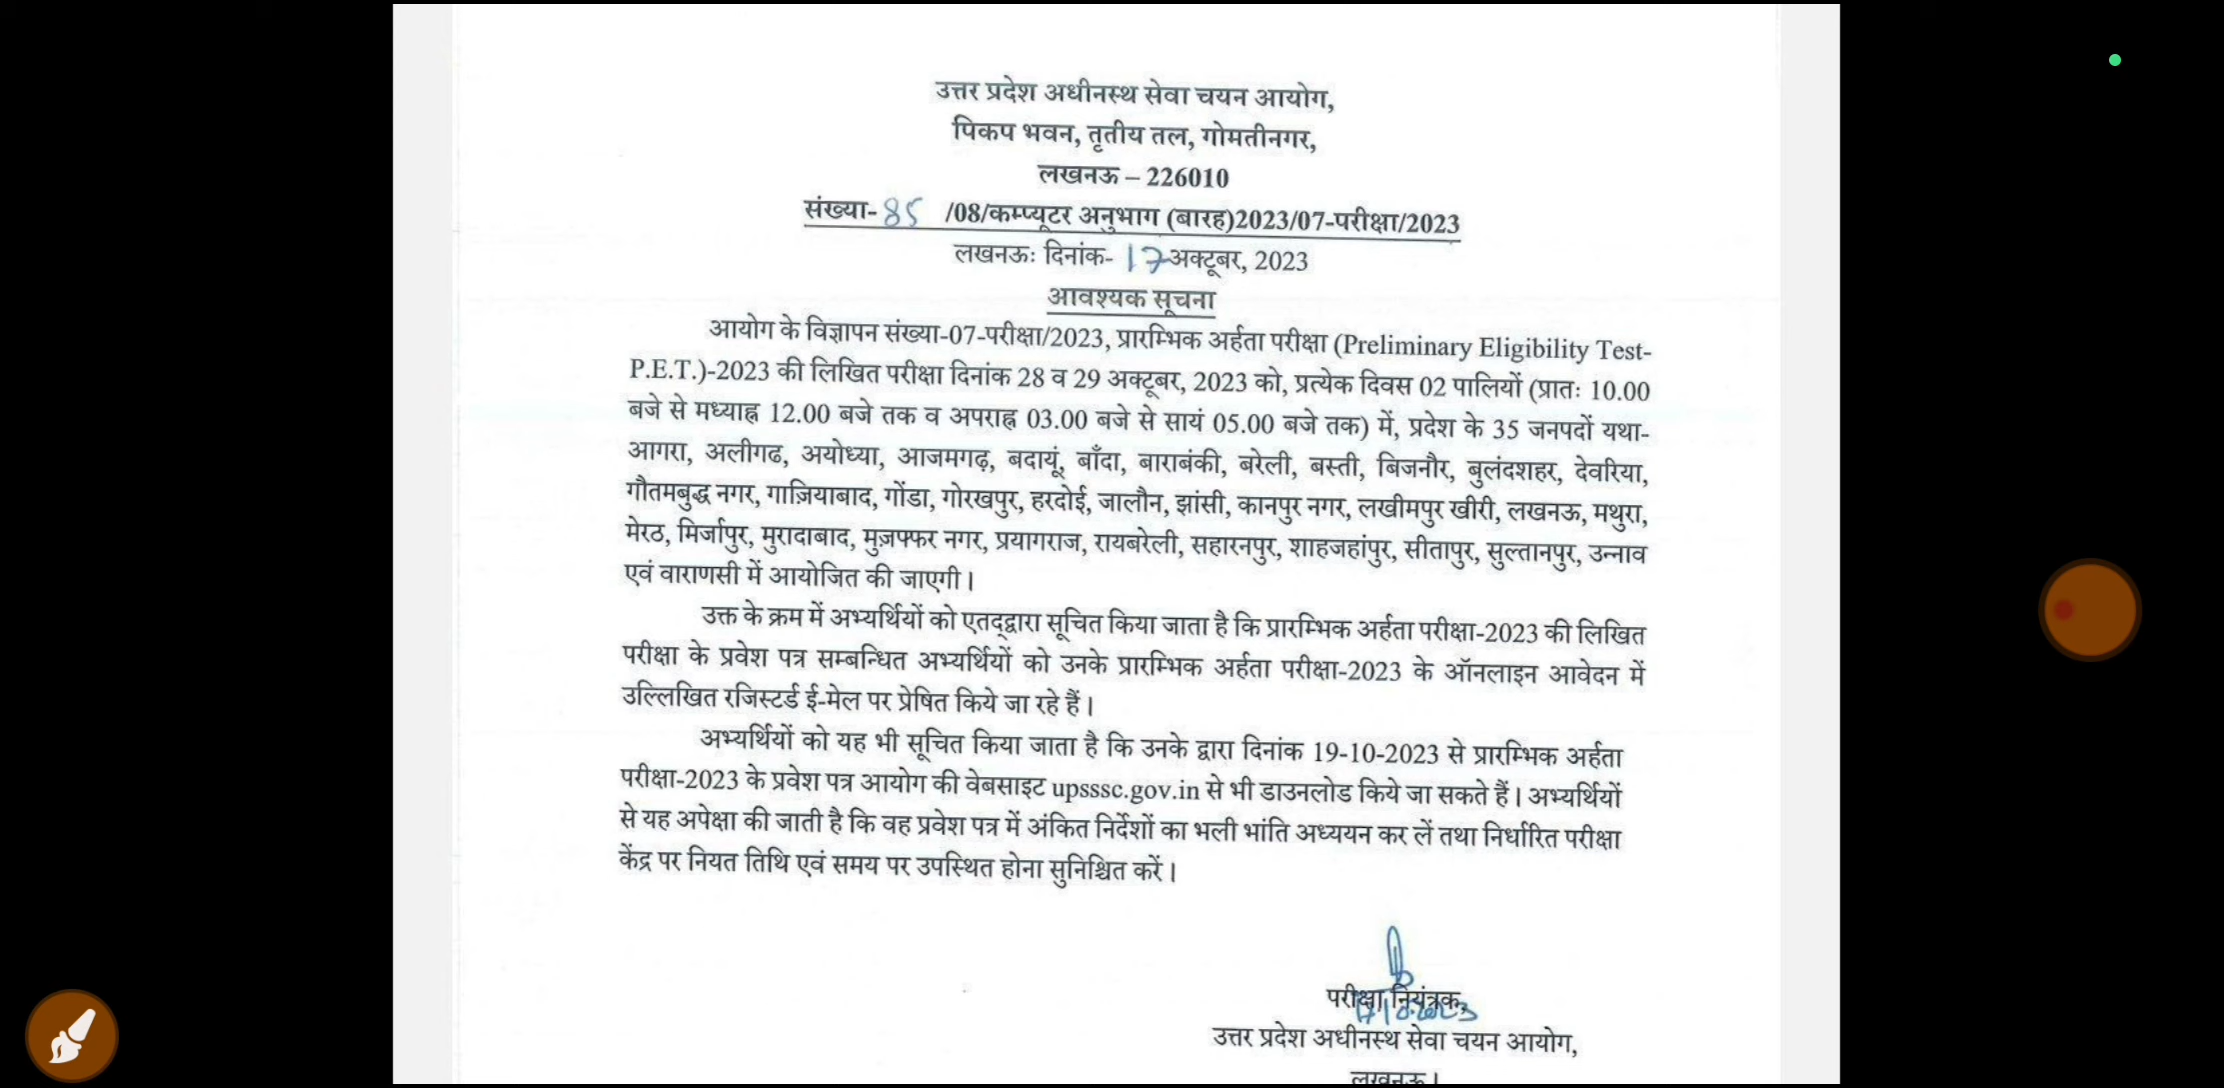 उत्तर प्रदेश अधीनस्थ सेवा चयन आयोग,
पिकप भवन, तृतीय तल, गोमतीनगर,
लखनऊ – 226010
संख्या- 85 /08/कम्प्यूटर अनुभाग (बारह)2023/07-परीक्षा/2023
लखनऊः दिनांक- 17 अक्टूबर, 2023
आवश्यक सूचना
आयोग के विज्ञापन संख्या-07-परीक्षा/2023, प्रारम्भिक अर्हता परीक्षा (Preliminary Eligibility Test-
P.E.T.)-2023 की लिखित परीक्षा दिनांक 28 व 29 अक्टूबर, 2023 को, प्रत्येक दिवस 02 पालियों (प्रातः 10.00
बजे से मध्याह्न 12.00 बजे तक व अपराह्न 03.00 बजे से सायं 05.00 बजे तक) में, प्रदेश के 35 जनपदों यथा-
आगरा, अलीगढ, अयोध्या, आजमगढ़, बदायूं, बाँदा, बाराबंकी, बरेली, बस्ती, बिजनौर, बुलंदशहर, देवरिया,
गौतमबुद्ध नगर, गाज़ियाबाद, गोंडा, गोरखपुर, हरदोई, जालौन, झांसी, कानपुर नगर, लखीमपुर खीरी, लखनऊ, मथुरा,
मेरठ, मिर्जापुर, मुरादाबाद, मुज़फ्फर नगर, प्रयागराज, रायबरेली, सहारनपुर, शाहजहांपुर, सीतापुर, सुल्तानपुर, उन्नाव
एवं वाराणसी में आयोजित की जाएगी।
उक्त के क्रम में अभ्यर्थियों को एतद्द्वारा सूचित किया जाता है कि प्रारम्भिक अर्हता परीक्षा-2023 की लिखित
परीक्षा के प्रवेश पत्र सम्बन्धित अभ्यर्थियों को उनके प्रारम्भिक अर्हता परीक्षा-2023 के ऑनलाइन आवेदन में
उल्लिखित रजिस्टर्ड ई-मेल पर प्रेषित किये जा रहे हैं।
अभ्यर्थियों को यह भी सूचित किया जाता है कि उनके द्वारा दिनांक 19-10-2023 से प्रारम्भिक अर्हता
परीक्षा-2023 के प्रवेश पत्र आयोग की वेबसाइट upsssc.gov.in से भी डाउनलोड किये जा सकते हैं। अभ्यर्थियों
से यह अपेक्षा की जाती है कि वह प्रवेश पत्र में अंकित निर्देशों का भली भांति अध्ययन कर लें तथा निर्धारित परीक्षा
केंद्र पर नियत तिथि एवं समय पर उपस्थित होना सुनिश्चित करें।
परीक्षा नियंत्रक,
उत्तर प्रदेश अधीनस्थ सेवा चयन आयोग,
लखनऊ।